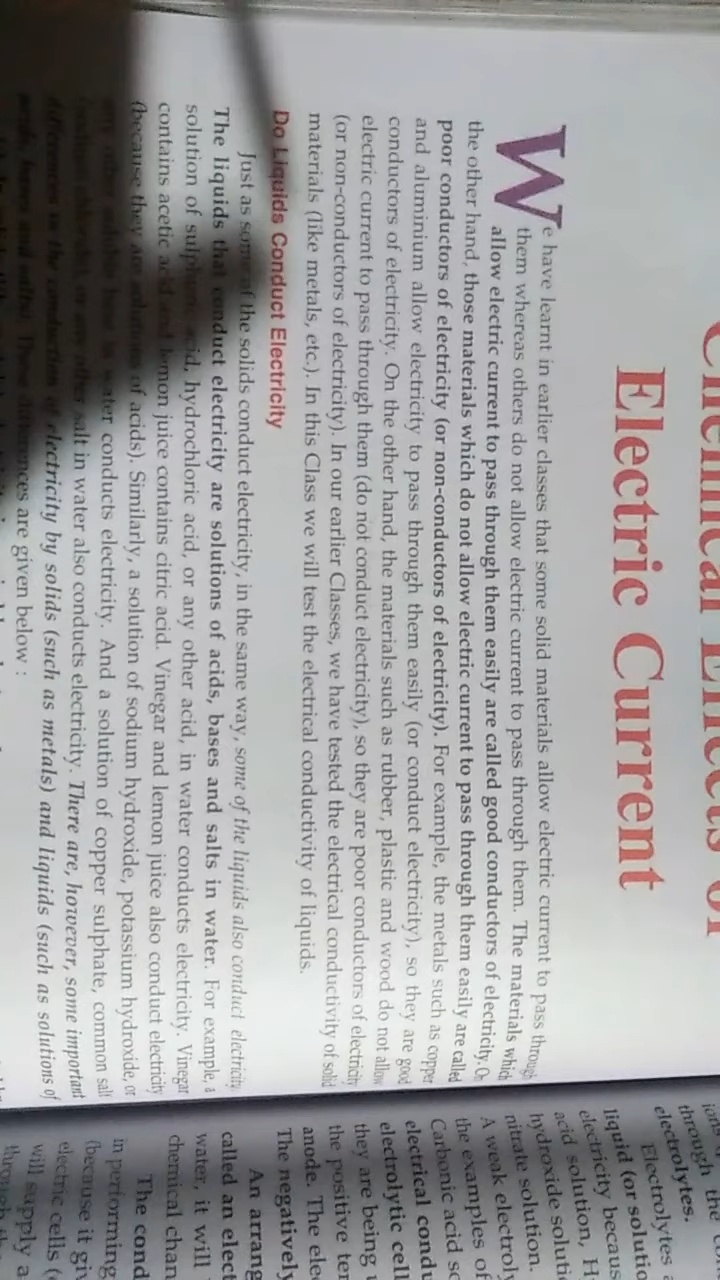 Chemical Effects of
Electric Current
We have learnt in earlier classes that some solid materials allow electric current to pass through
them whereas others do not allow electric current to pass through them. The materials which
allow electric current to pass through them easily are called good conductors of electricity. On
the other hand, those materials which do not allow electric current to pass through them easily are called
poor conductors of electricity (or non-conductors of electricity). For example, the metals such as copper
and aluminium allow electricity to pass through them easily (or conduct electricity), so they are good
conductors of electricity. On the other hand, the materials such as rubber, plastic and wood do not allow
electric current to pass through them (do not conduct electricity), so they are poor conductors of electricity
(or non-conductors of electricity). In our earlier Classes, we have tested the electrical conductivity of solid
materials (like metals, etc.). In this Class we will test the electrical conductivity of liquids.
Do Liquids Conduct Electricity
Just as some of the solids conduct electricity, in the same way, some of the liquids also conduct electricity
The liquids that conduct electricity are solutions of acids, bases and salts in water. For example, a
solution of acid, hydrochloric acid, or any other acid, in water conducts electricity. Vinegar
contains acetic acid and lemon juice contains citric acid. Vinegar and lemon juice also conduct electricity
(because they of acids). Similarly, a solution of sodium hydroxide, potassium hydroxide, or
water conducts electricity. And a solution of copper sulphate, common salt
salt in water also conducts electricity. There are, however, some important
of electricity by solids (such as metals) and liquids (such as solutions of
are given below :
through the
electrolytes.
Electrolytes
liquid (or solutio
electricity becaus
acid solution, H
hydroxide soluti
nitrate solution.
A weak electroly
the examples of
Carbonic acid so
electrical condu
electrolytic cell
they are being u
the positive ter
anode. The elec
The negatively
An arrang
called an elect
water, it will
chemical chan
The cond
in performing
(because it giv
electric cells (
will supply a
through the